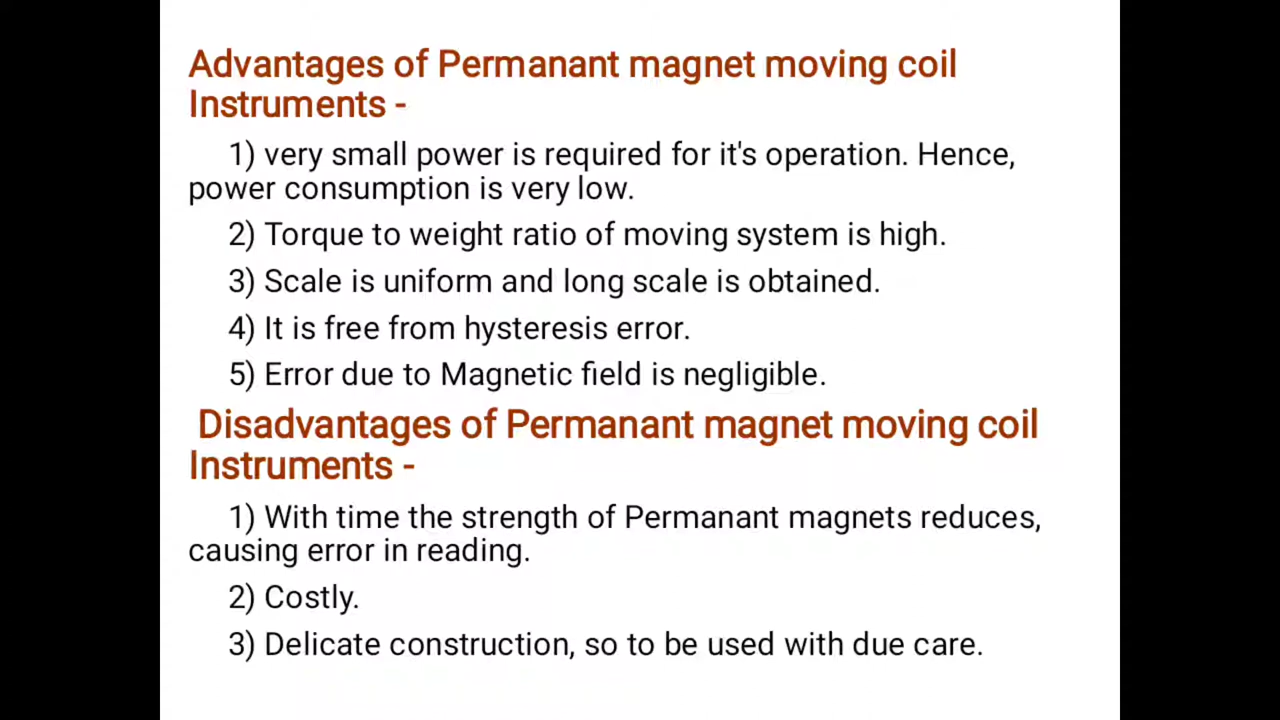 Advantages of Permanant magnet moving coil
Instruments -
1) very small power is required for it's operation. Hence,
power consumption is very low.
2) Torque to weight ratio of moving system is high.
3) Scale is uniform and long scale is obtained.
4) It is free from hysteresis error.
5) Error due to Magnetic field is negligible.
Disadvantages of Permanant magnet moving coil
Instruments -
1) With time the strength of Permanant magnets reduces,
causing error in reading.
2) Costly.
3) Delicate construction, so to be used with due care.